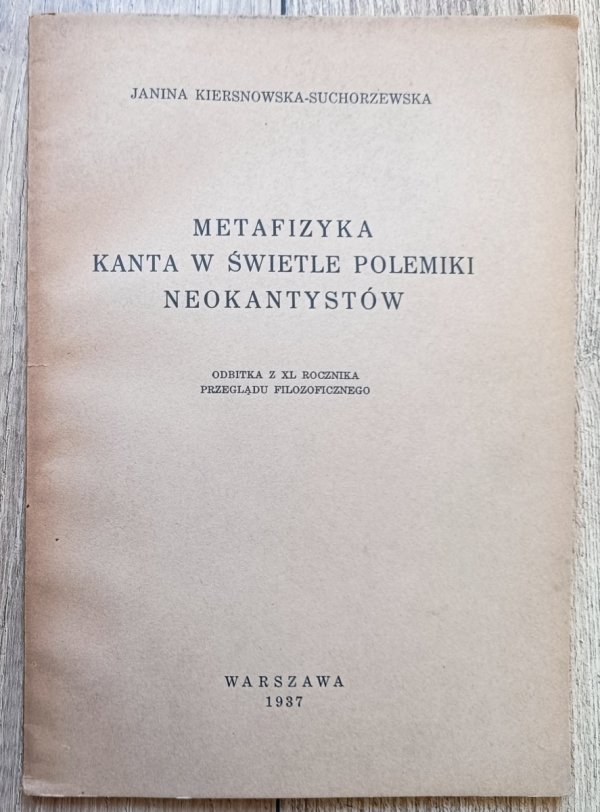 JANINA KIERSNOWSKA-SUCHORZEWSKA
METAFIZYKA
KANTA W ŚWIETLE POLEMIKI
NEOKANTYSTÓW
ODBITKA Z XL ROCZNIKA
PRZEGLĄDU FILOZOFICZNEGO
WARSZAWA
1937